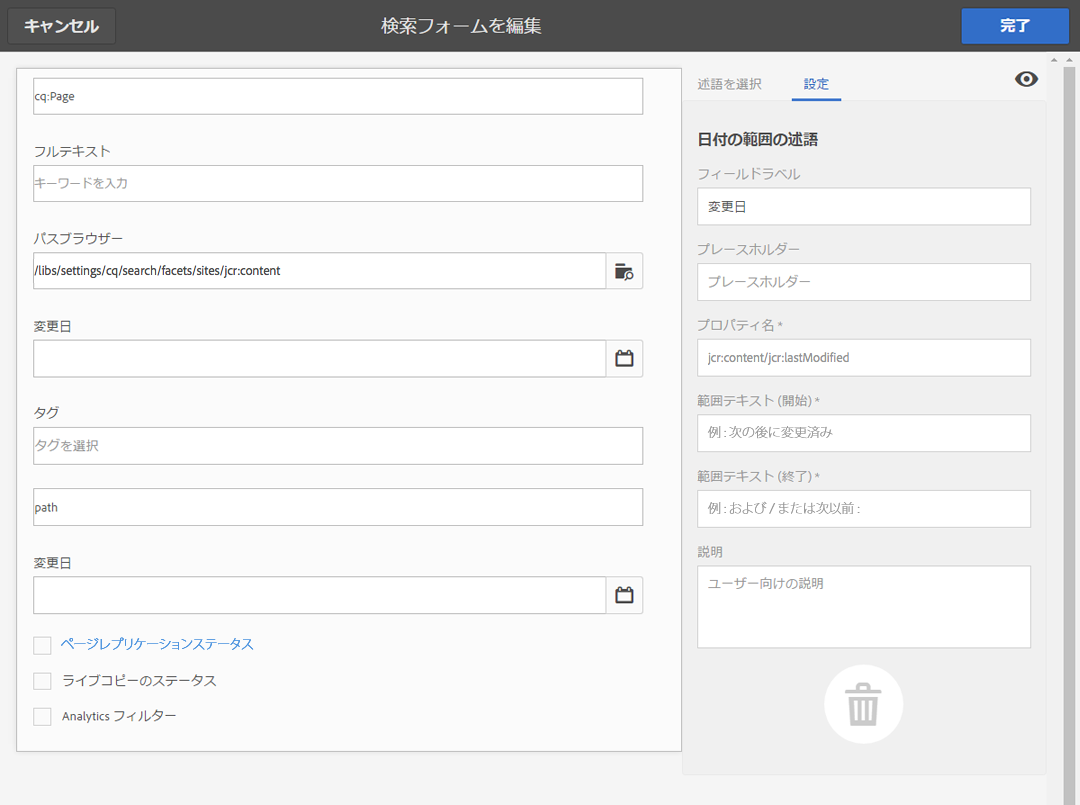 キャンセル
検索フォームを編集
完了
cq:Page
フルテキスト
キーワードを入力
パスブラウザー
/libs/settings/cq/search/facets/sites/jcr:content
変更日
タグ
タグを選択
path
変更日
ページレプリケーションステータス
ライブコピーのステータス
Analytics フィルター
述語を選択
設定
日付の範囲の述語
フィールドラベル
変更日
プレースホルダー
プレースホルダー
プロパティ名 *
jcr:content/jcr:lastModified
範囲テキスト (開始) *
例 : 次の後に変更済み
範囲テキスト (終了) *
例 : および / または次以前 :
説明
ユーザー向けの説明